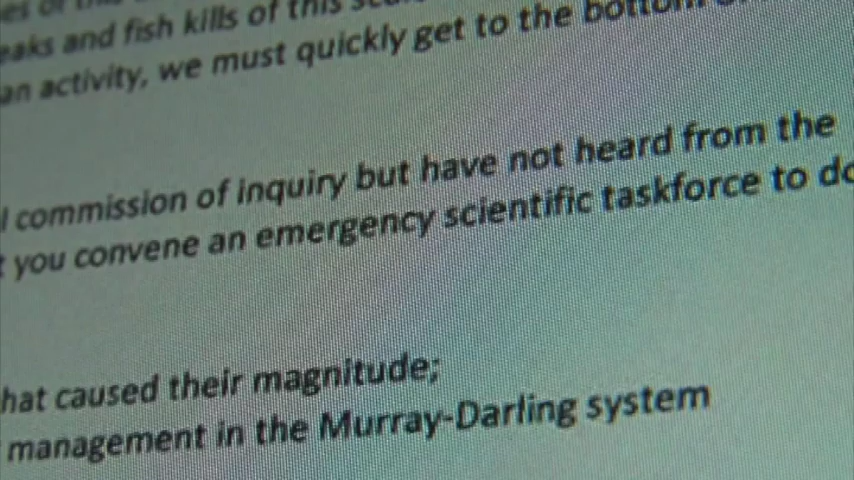 and fish kills of this
an activity, we must quickly get to the bottom
commission of inquiry but have not heard from the
you convene an emergency scientific taskforce to
hat caused their magnitude;
management in the Murray-Darling system